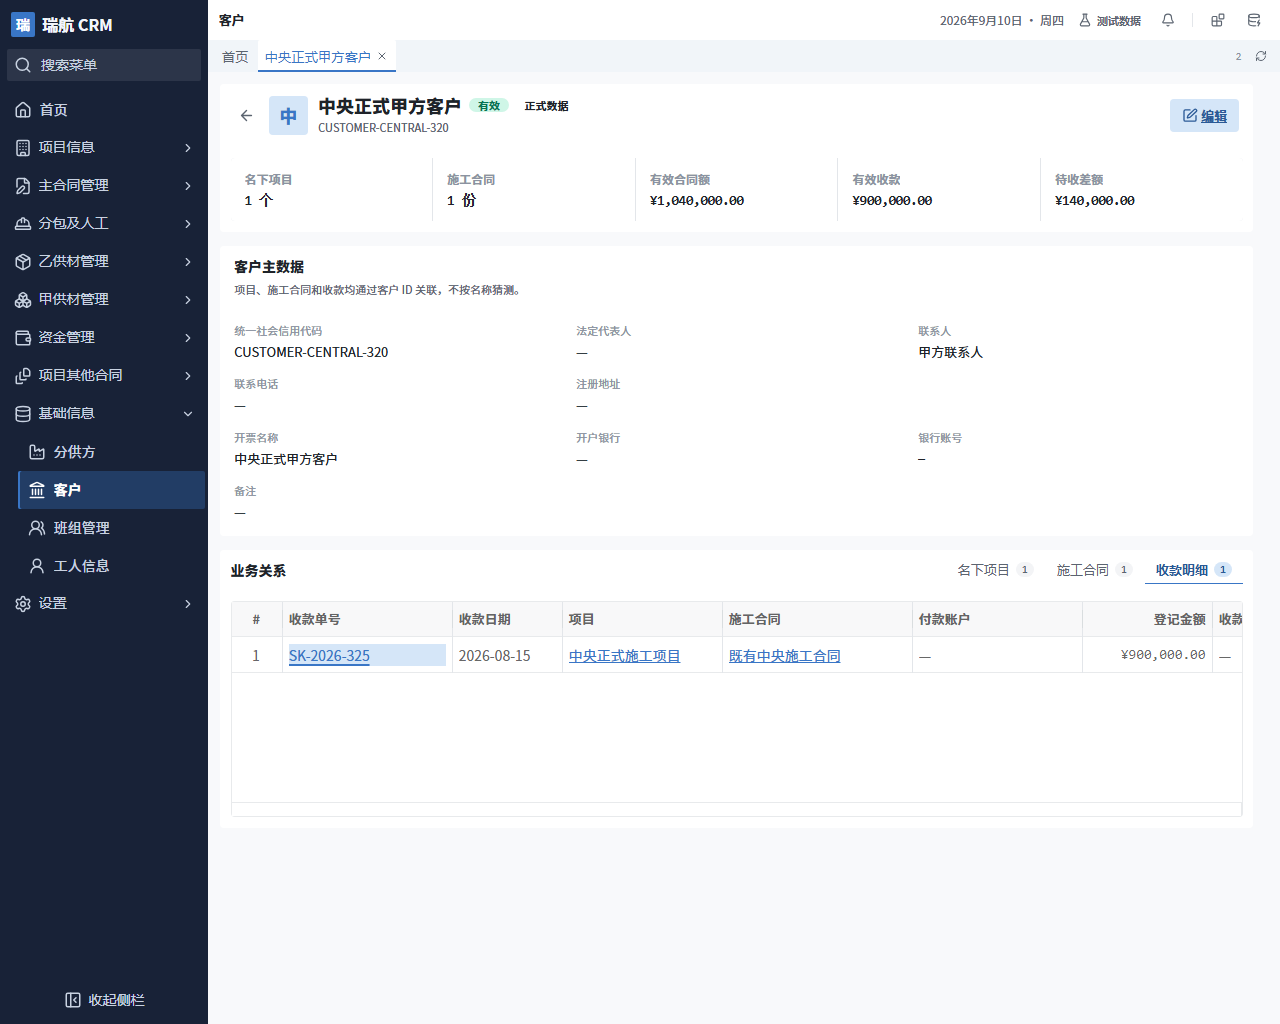 瑞 瑞航 CRM
搜索菜单
首页
项目信息
主合同管理
分包及人工
乙供材管理
甲供材管理
资金管理
项目其他合同
基础信息
分供方
客户
班组管理
工人信息
设置
收起侧栏
客户
2026年9月10日 · 周四 测试数据
首页 中央正式甲方客户 2
中 中央正式甲方客户 有效 正式数据
CUSTOMER-CENTRAL-320
编辑
名下项目 施工合同 有效合同额 有效收款 待收差额
1 个 1 份 ¥1,040,000.00 ¥900,000.00 ¥140,000.00
客户主数据
项目、施工合同和收款均通过客户 ID 关联，不按名称猜测。
统一社会信用代码 法定代表人 联系人
CUSTOMER-CENTRAL-320 — 甲方联系人
联系电话 注册地址
— —
开票名称 开户银行 银行账号
中央正式甲方客户 — –
备注
—
业务关系 名下项目 1 施工合同 1 收款明细 1
# 收款单号 收款日期 项目 施工合同 付款账户 登记金额 收款
1 SK-2026-325 2026-08-15 中央正式施工项目 既有中央施工合同 — ¥900,000.00 —